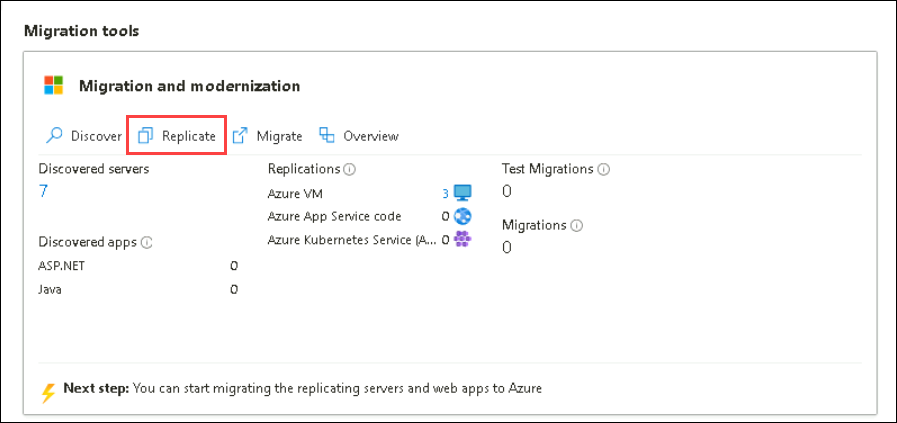 Migration tools
Migration and modernization
Discover Replicate Migrate Overview
Discovered servers
7
Discovered apps
ASP.NET 0
Java 0
Replications
Azure VM 3
Azure App Service code 0
Azure Kubernetes Service (A... 0
Test Migrations
0
Migrations
0
Next step: You can start migrating the replicating servers and web apps to Azure